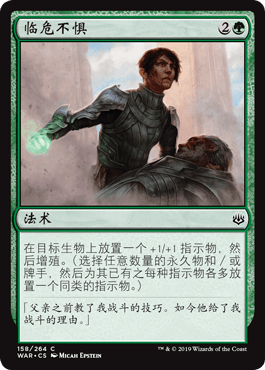 临危不惧 2
法术
在目标生物上放置一个 +1/+1 指示物，然
后增殖。（选择任意数量的永久物和／或
牌手，然后为其已有之每种指示物各多放
置一个同类的指示物。）
「父亲之前教了我战斗的技巧。如今他给了我
战斗的理由。」
158/264 C
WAR • CS Micah Epstein
™ & © 2019 Wizards of the Coast